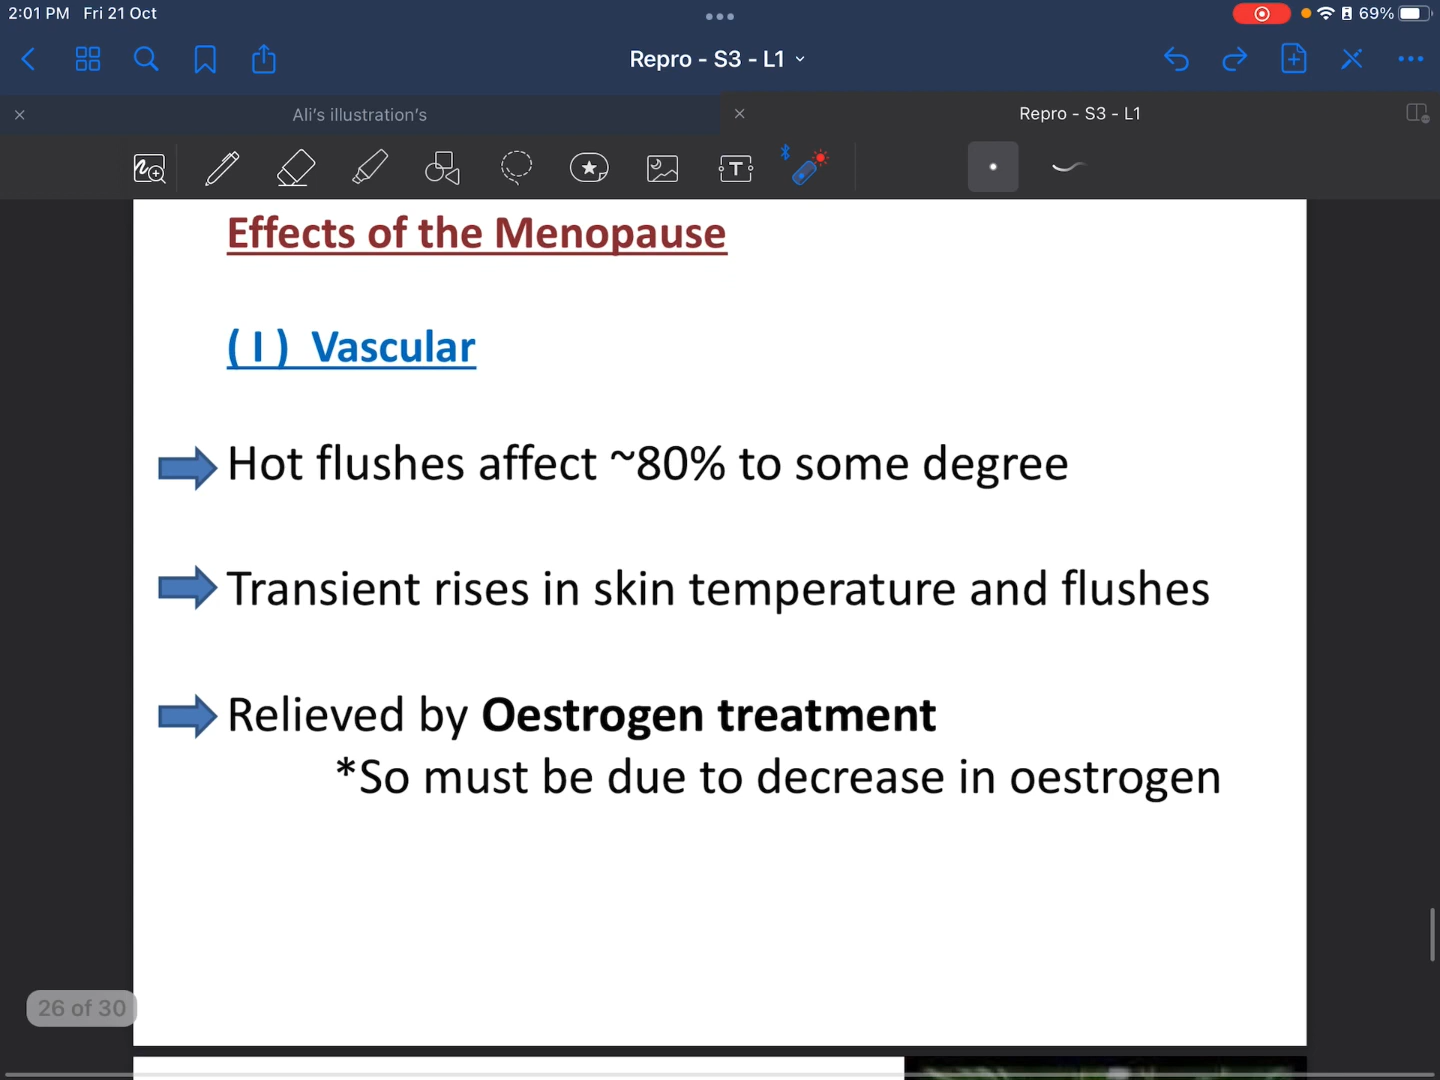 2:01 PM Fri 21 Oct
69%
Repro - S3 - L1
Ali's illustration's
Repro - S3 - L1
Effects of the Menopause
( I ) Vascular
Hot flushes affect ~80% to some degree
Transient rises in skin temperature and flushes
Relieved by Oestrogen treatment
*So must be due to decrease in oestrogen
26 of 30